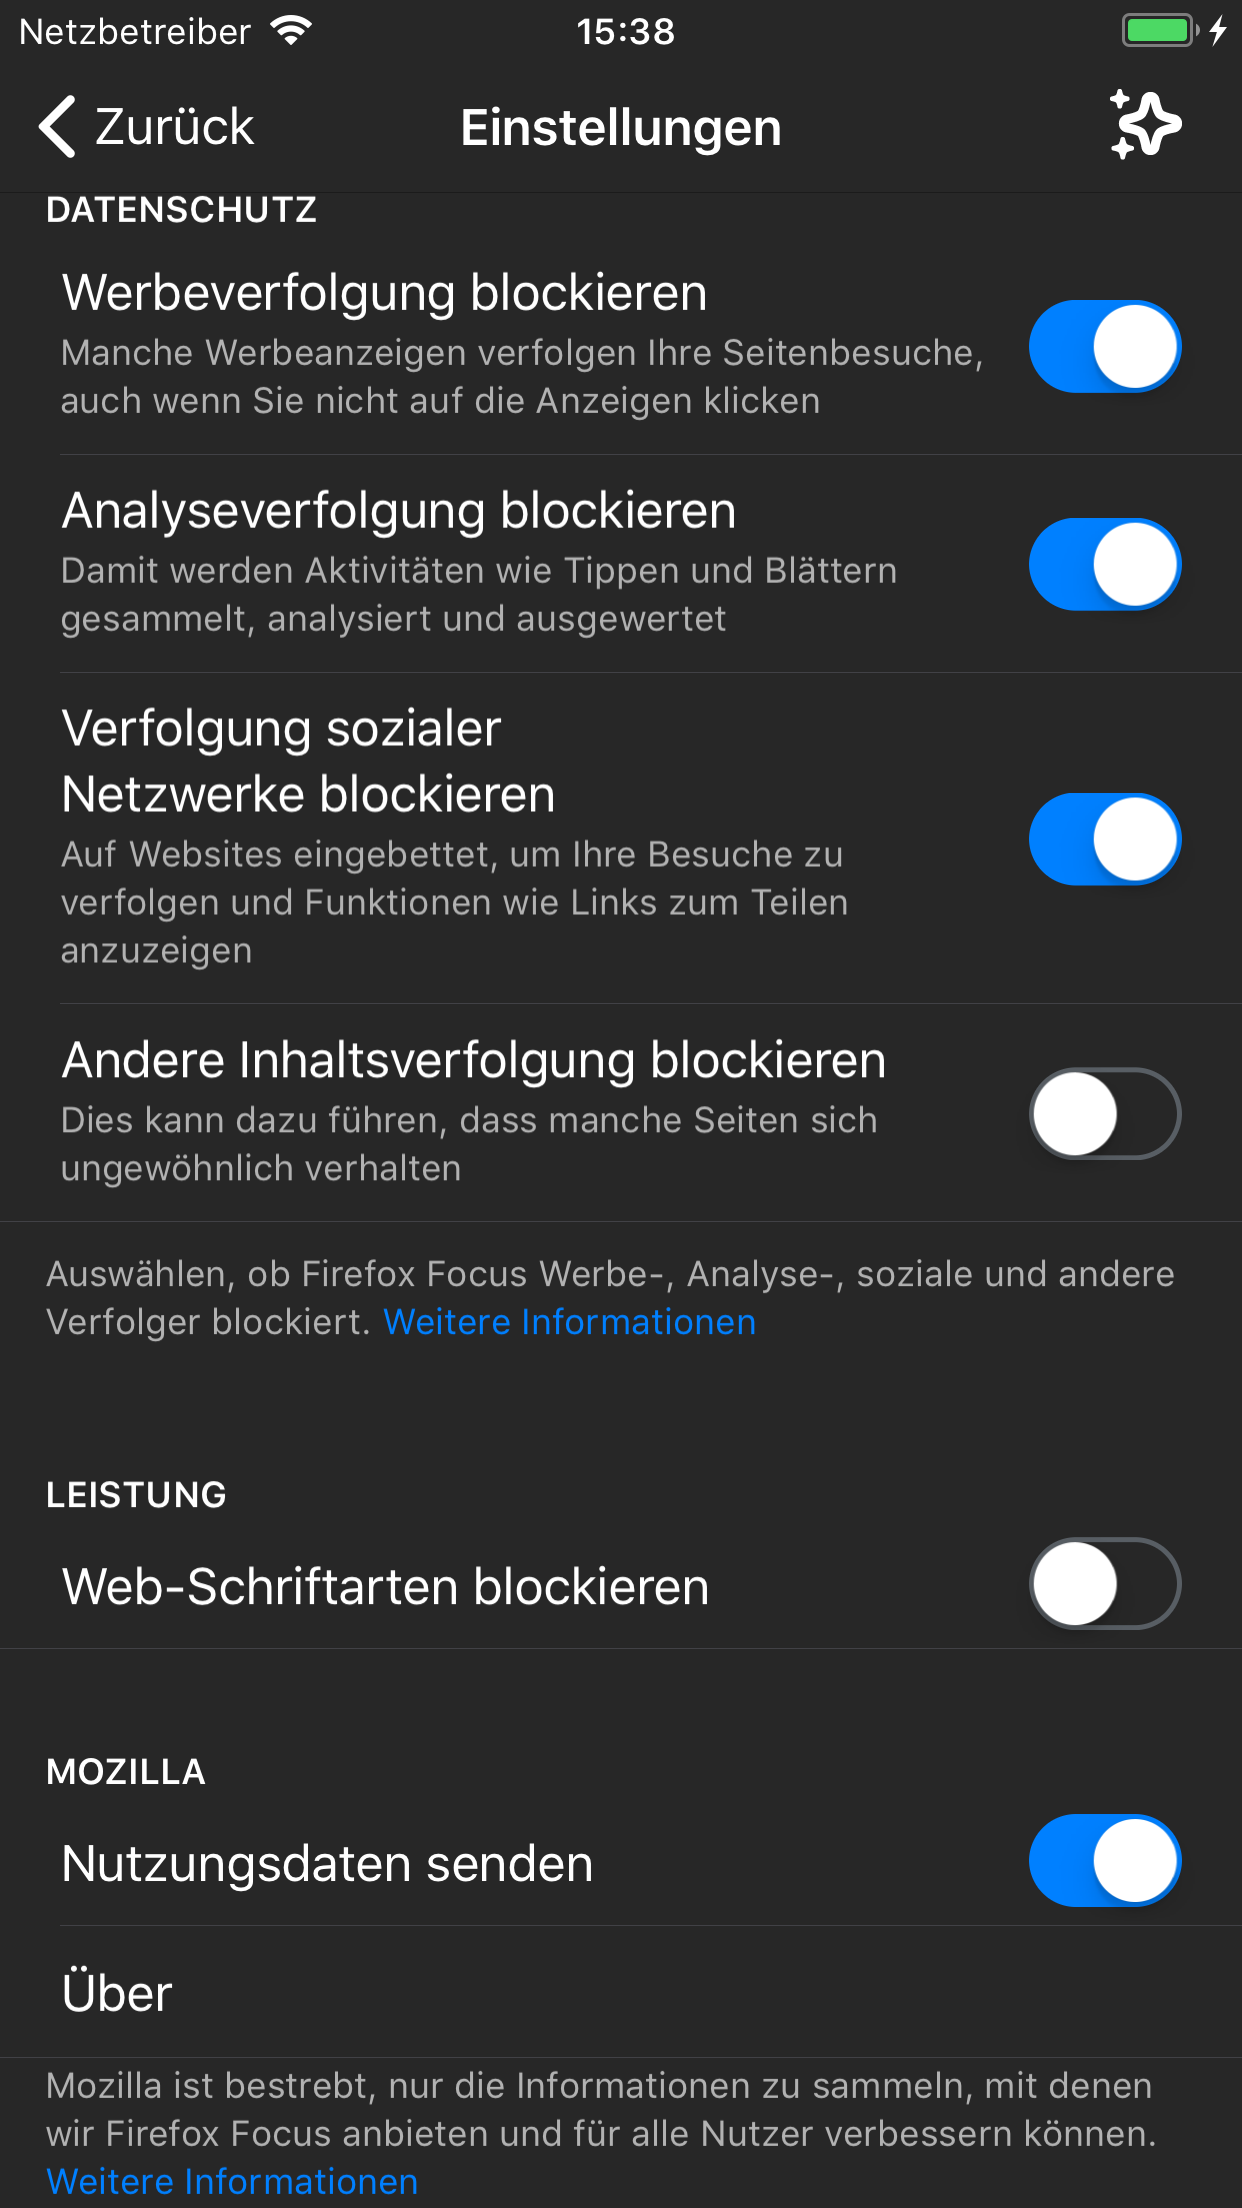 Netzbetreiber
15:38
Zurück
Einstellungen
DATENSCHUTZ
Werbeverfolgung blockieren
Manche Werbeanzeigen verfolgen Ihre Seitenbesuche,
auch wenn Sie nicht auf die Anzeigen klicken
Analyseverfolgung blockieren
Damit werden Aktivitäten wie Tippen und Blättern
gesammelt, analysiert und ausgewertet
Verfolgung sozialer
Netzwerke blockieren
Auf Websites eingebettet, um Ihre Besuche zu
verfolgen und Funktionen wie Links zum Teilen
anzuzeigen
Andere Inhaltsverfolgung blockieren
Dies kann dazu führen, dass manche Seiten sich
ungewöhnlich verhalten
Auswählen, ob Firefox Focus Werbe-, Analyse-, soziale und andere
Verfolger blockiert. Weitere Informationen
LEISTUNG
Web-Schriftarten blockieren
MOZILLA
Nutzungsdaten senden
Über
Mozilla ist bestrebt, nur die Informationen zu sammeln, mit denen
wir Firefox Focus anbieten und für alle Nutzer verbessern können.
Weitere Informationen